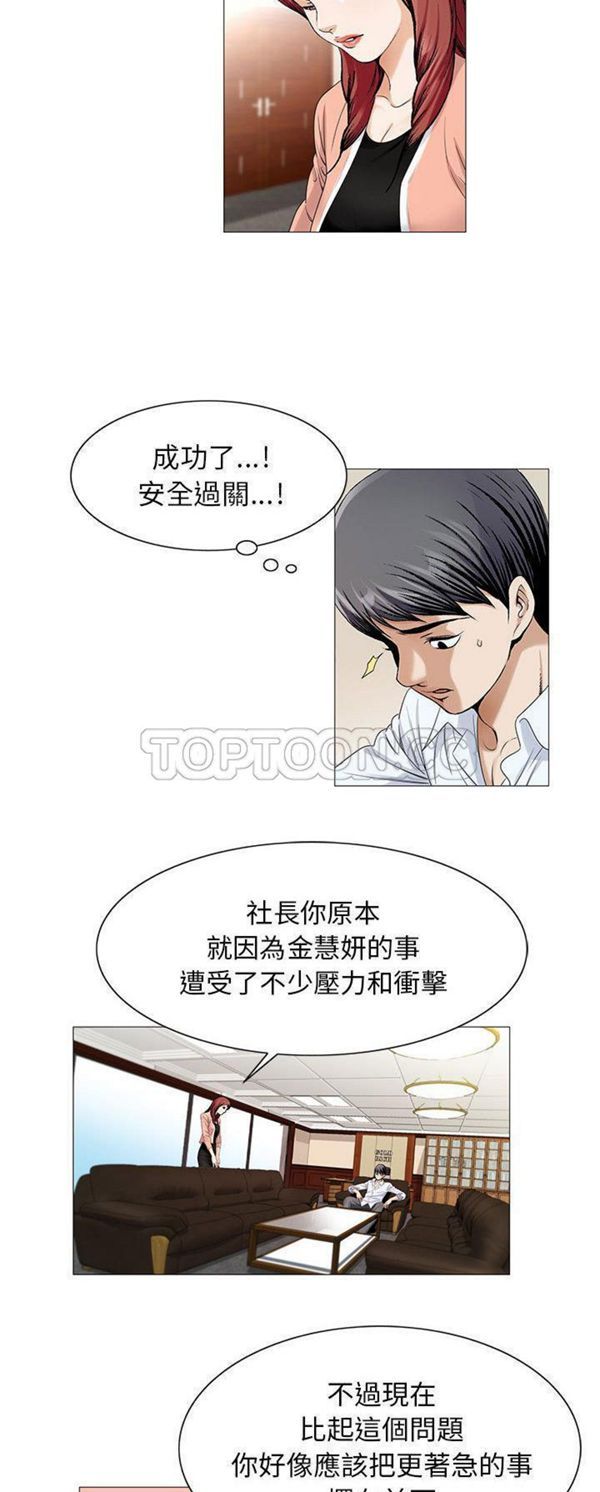 成功了...!
安全過關...!
TOPTOON.CC
社長你原本
就因為金慧妍的事
遭受了不少壓力和衝擊
不過現在
比起這個問題
你好像應該把更著急的事